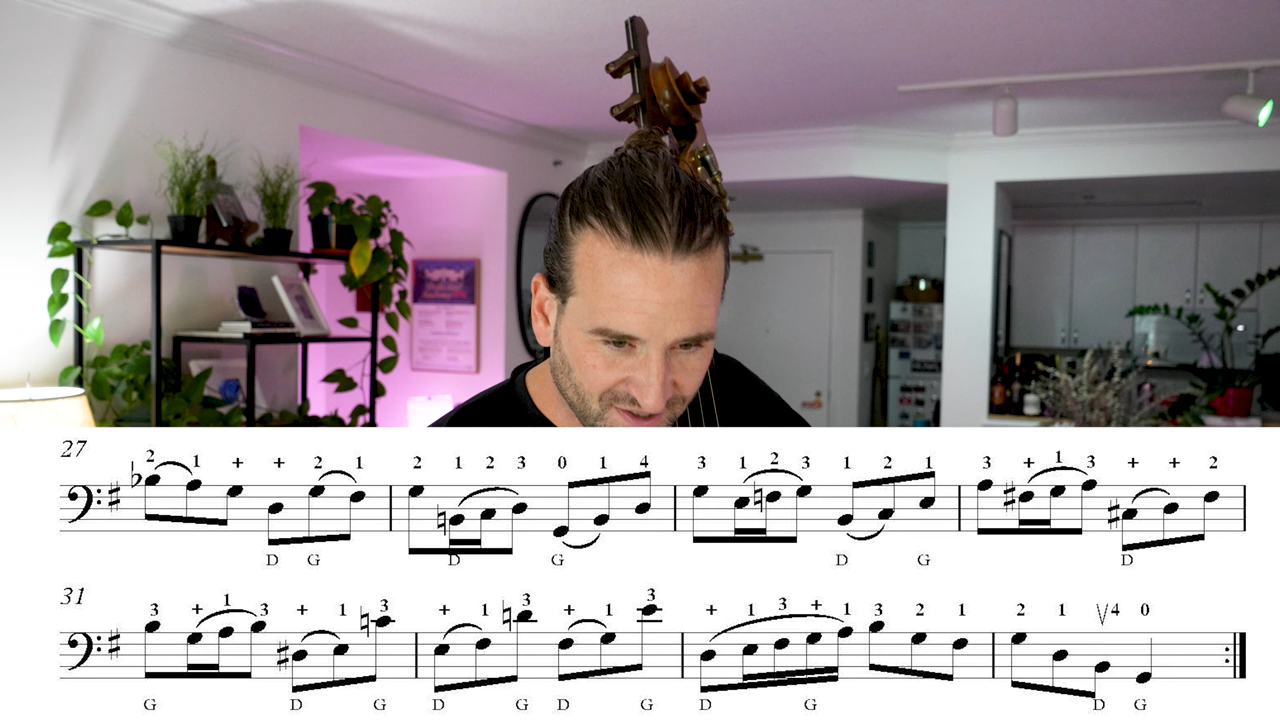 27
2 1 + + 2 1 2 1 2 3 0 1 4 3 1 2 3 1 2 1 3 + 1 3 + + 2
D G D G D G D
31
3 + 1 3 + 1 3 + 1 3 + 1 3 + 1 3 + 1 3 2 1 2 1 4 0
G D G D G D G D G D G